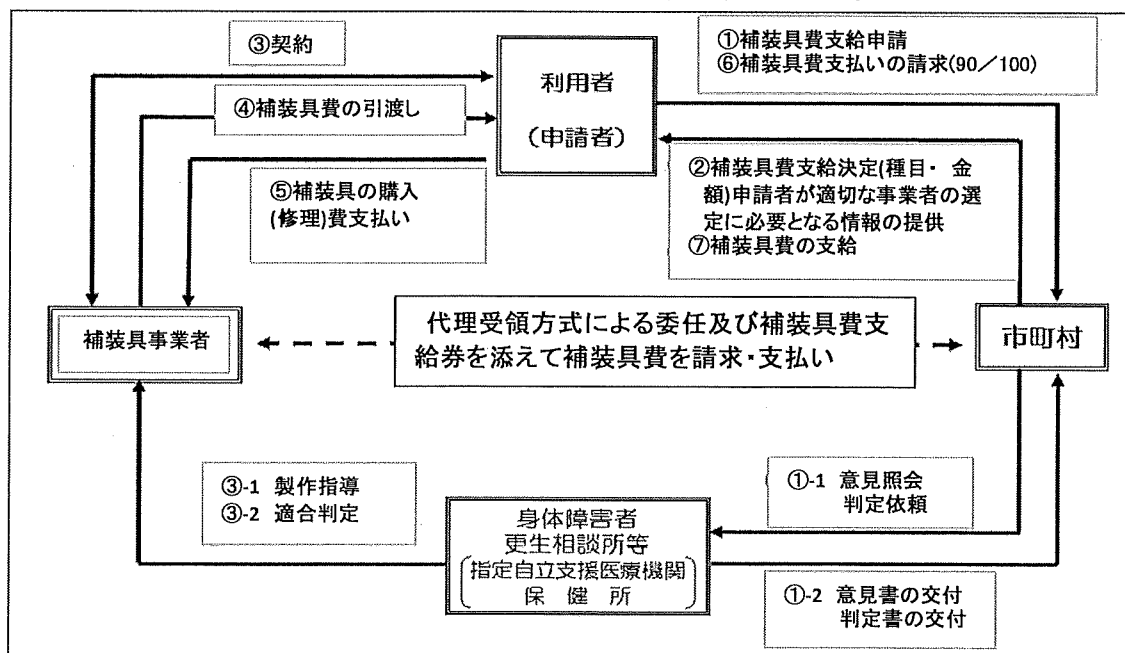 ③契約
①補装具費支給申請
⑥補装具費支払いの請求(90／100)
利用者
(申請者)
④補装具費の引渡し
⑤補装具の購入
(修理)費支払い
②補装具費支給決定(種目・ 金
額)申請者が適切な事業者の選
定に必要となる情報の提供
⑦補装具費の支給
補装具事業者
代理受領方式による委任及び補装具費支
給券を添えて補装具費を請求・支払い
市町村
③-1 製作指導
③-2 適合判定
①-1 意見照会
判定依頼
身体障害者
更生相談所等
(指定自立支援医療機関
保健所)
①-2 意見書の交付
判定書の交付